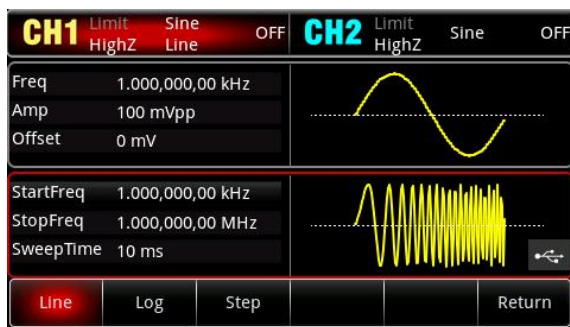 CH1 Limit Sine OFF CH2 Limit Sine OFF
HighZ Line HighZ
Freq 1.000,000,00 kHz
Amp 100 mVpp
Offset 0 mV
StartFreq 1.000,000,00 kHz
StopFreq 1.000,000,00 MHz
SweepTime 10 ms
Line Log Step Return